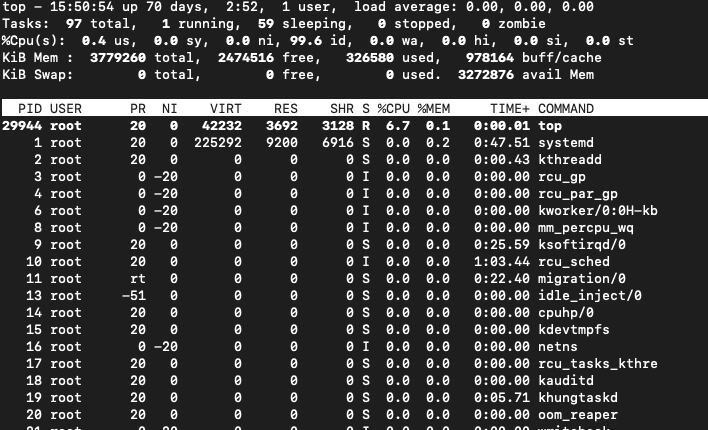 top - 15:50:54 up 70 days,  2:52,  1 user,  load average: 0.00, 0.00, 0.00
Tasks:  97 total,   1 running,  59 sleeping,   0 stopped,   0 zombie
%Cpu(s):  0.4 us,  0.0 sy,  0.0 ni, 99.6 id,  0.0 wa,  0.0 hi,  0.0 si,  0.0 st
KiB Mem :  3779260 total,  2474516 free,   326580 used,   978164 buff/cache
KiB Swap:        0 total,        0 free,        0 used.  3272876 avail Mem
PID USER      PR  NI    VIRT    RES    SHR S %CPU %MEM     TIME+ COMMAND
29944 root      20   0   42232   3692   3128 R  6.7  0.1   0:00.01 top
1 root      20   0  225292   9200   6916 S  0.0  0.2   0:47.51 systemd
2 root      20   0       0      0      0 S  0.0  0.0   0:00.43 kthreadd
3 root       0 -20       0      0      0 I  0.0  0.0   0:00.00 rcu_gp
4 root       0 -20       0      0      0 I  0.0  0.0   0:00.00 rcu_par_gp
6 root       0 -20       0      0      0 I  0.0  0.0   0:00.00 kworker/0:0H-kb
8 root       0 -20       0      0      0 I  0.0  0.0   0:00.00 mm_percpu_wq
9 root      20   0       0      0      0 S  0.0  0.0   0:25.59 ksoftirqd/0
10 root      20   0       0      0      0 I  0.0  0.0   1:03.44 rcu_sched
11 root      rt   0       0      0      0 S  0.0  0.0   0:22.40 migration/0
13 root     -51   0       0      0      0 S  0.0  0.0   0:00.00 idle_inject/0
14 root      20   0       0      0      0 S  0.0  0.0   0:00.00 cpuhp/0
15 root      20   0       0      0      0 S  0.0  0.0   0:00.00 kdevtmpfs
16 root       0 -20       0      0      0 I  0.0  0.0   0:00.00 netns
17 root      20   0       0      0      0 S  0.0  0.0   0:00.00 rcu_tasks_kthre
18 root      20   0       0      0      0 S  0.0  0.0   0:00.00 kauditd
19 root      20   0       0      0      0 S  0.0  0.0   0:05.71 khungtaskd
20 root      20   0       0      0      0 S  0.0  0.0   0:00.00 oom_reaper